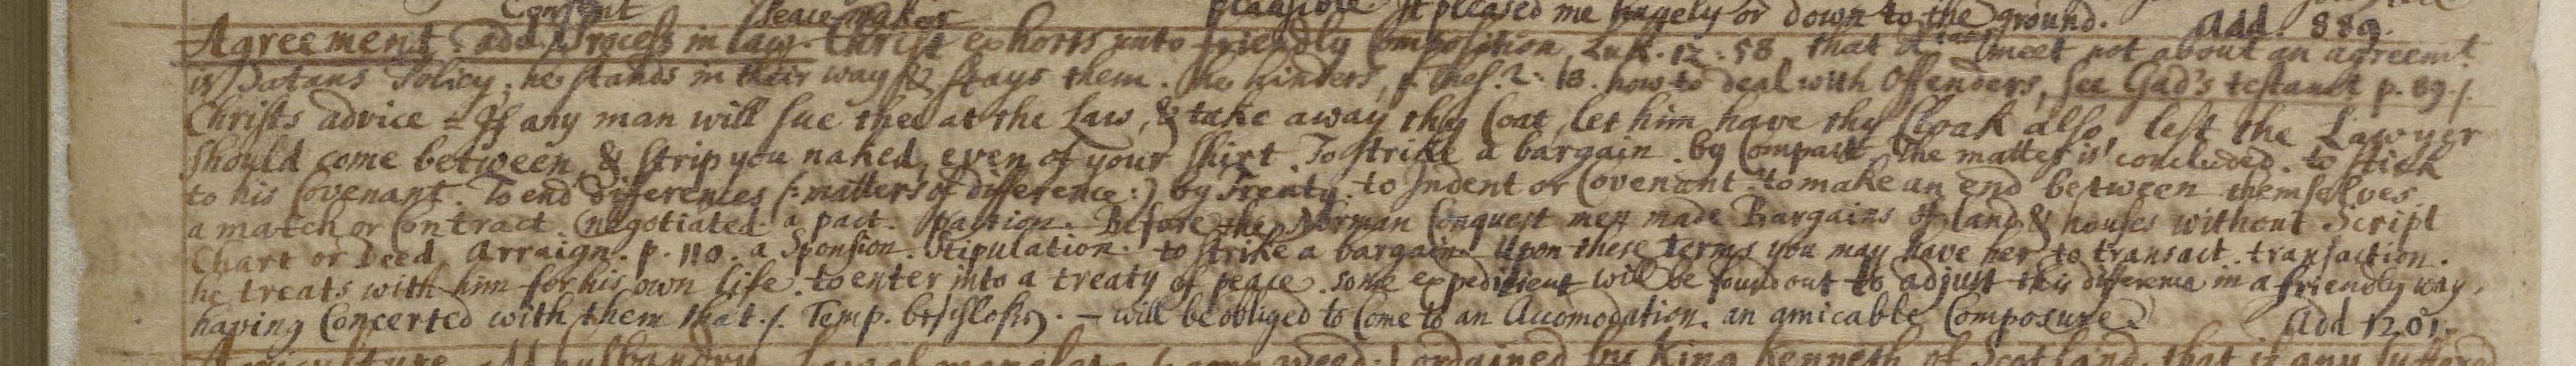 Consent Peace maker plausible. It pleased me hugely or down to the ground. Add. 889.
Agreement. add Process in law. Christ exhorts unto friendly Composition, Luk. 12: 58, that a man meet not about an agreemt.
is Satans Policy, he stands in their way & stays them. he hinders, 1 Thes. 2: 18. how to deal with Offenders, see Gad's testamt p. 89 /.
Christs advice = If any man will sue thee at the Law, & take away thy Coat, let him have thy Cloak also, lest the Lawyer
should come between, & strip you naked, even of your shirt. To strike a bargain. by Compact. The matter is concluded. to stick
to his Covenant. To end differences (: matters of difference :) by Treaty. to Indent or Covenant. to make an end between themselves
a match or Contract. negotiated. a pact. paction. Before the Norman Conquest men made Bargains of land & houses without Script
Chart or Deed. Arraign. p. 110. a Sponsion. Stipulation. to strike a bargain. Upon these terms you may have her. to transact. transaction.
he treats with him for his own life. to enter into a treaty of peace. some expedient will be found out to adjust this difference in a friendly way.
having Concerted with them that /. Temp. — will be obliged to Come to an Accomodation. an amicable Composure. Add 1201.
Agriculture. add husbandry. ordained by King Kenneth of Scotland, that if any suffered